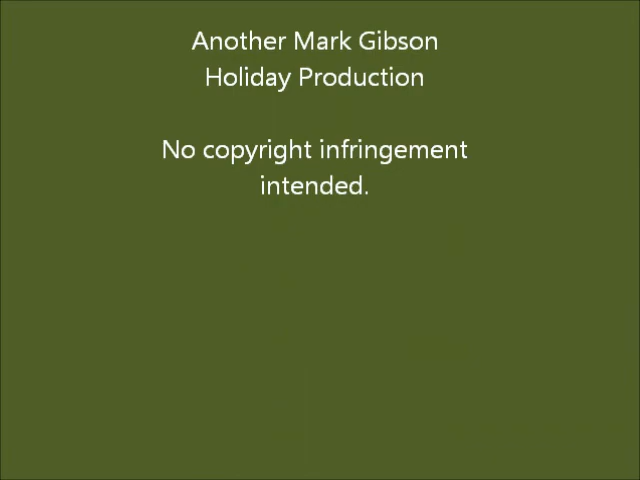 Another Mark Gibson
Holiday Production
No copyright infringement
intended.